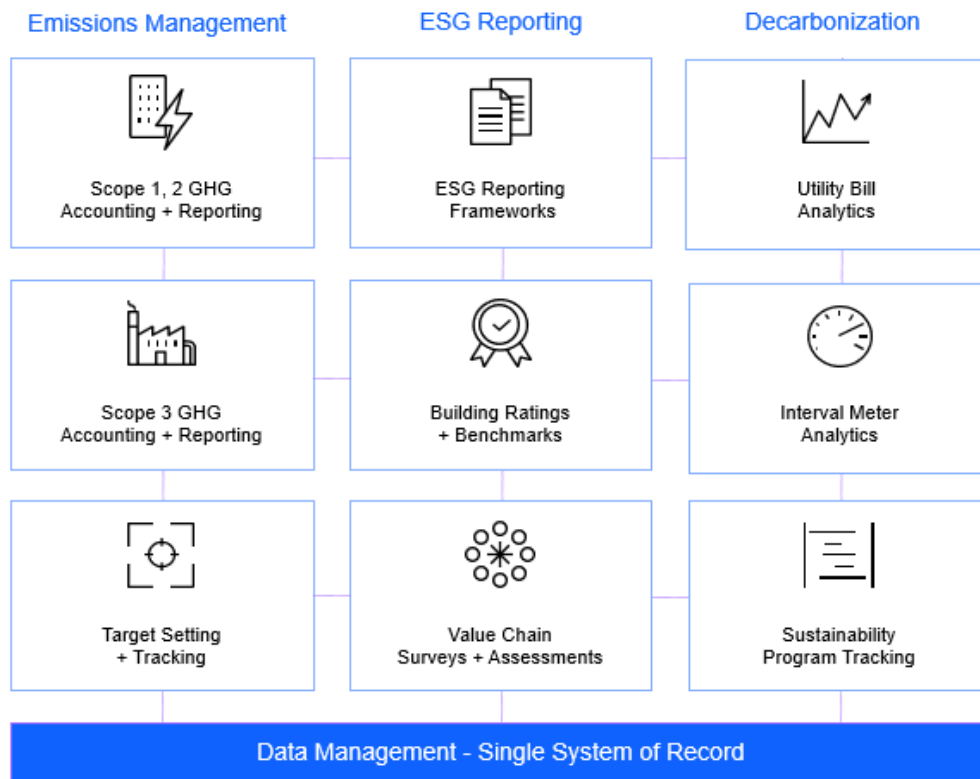 Emissions Management
ESG Reporting
Decarbonization
Scope 1, 2 GHG
Accounting + Reporting
ESG Reporting
Frameworks
Utility Bill
Analytics
Scope 3 GHG
Accounting + Reporting
Building Ratings
+ Benchmarks
Interval Meter
Analytics
Target Setting
+ Tracking
Value Chain
Surveys + Assessments
Sustainability
Program Tracking
Data Management - Single System of Record